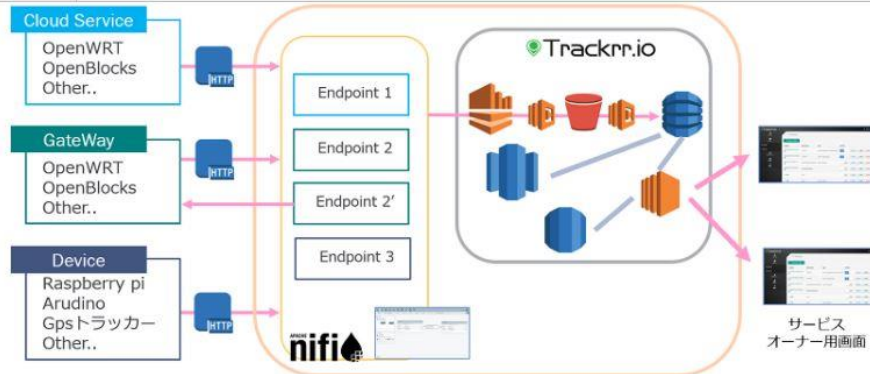 Cloud Service
OpenWRT
OpenBlocks
Other..
HTTP
GateWay
OpenWRT
OpenBlocks
Other..
HTTP
Device
Raspberry pi
Arudino
Gpsトラッカー
Other..
HTTP
Endpoint 1
Endpoint 2
Endpoint 2'
Endpoint 3
APACHE
nifi
Trackrr.io
サービス
オーナー用画面